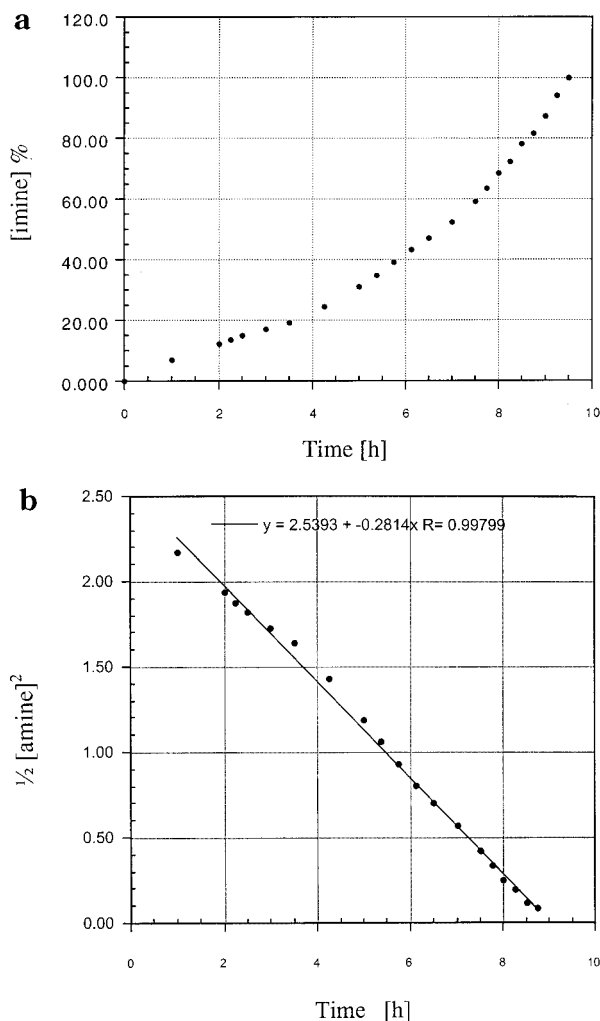 a
120.0
100.0
80.00
60.00
40.00
20.00
0.000
[imine] %
0 2 4 6 8 10
Time [h]
b
2.50
2.00
1.50
1.00
0.50
0.00
½ [amine]²
y = 2.5393 + -0.2814x R= 0.99799
0 2 4 6 8 10
Time [h]